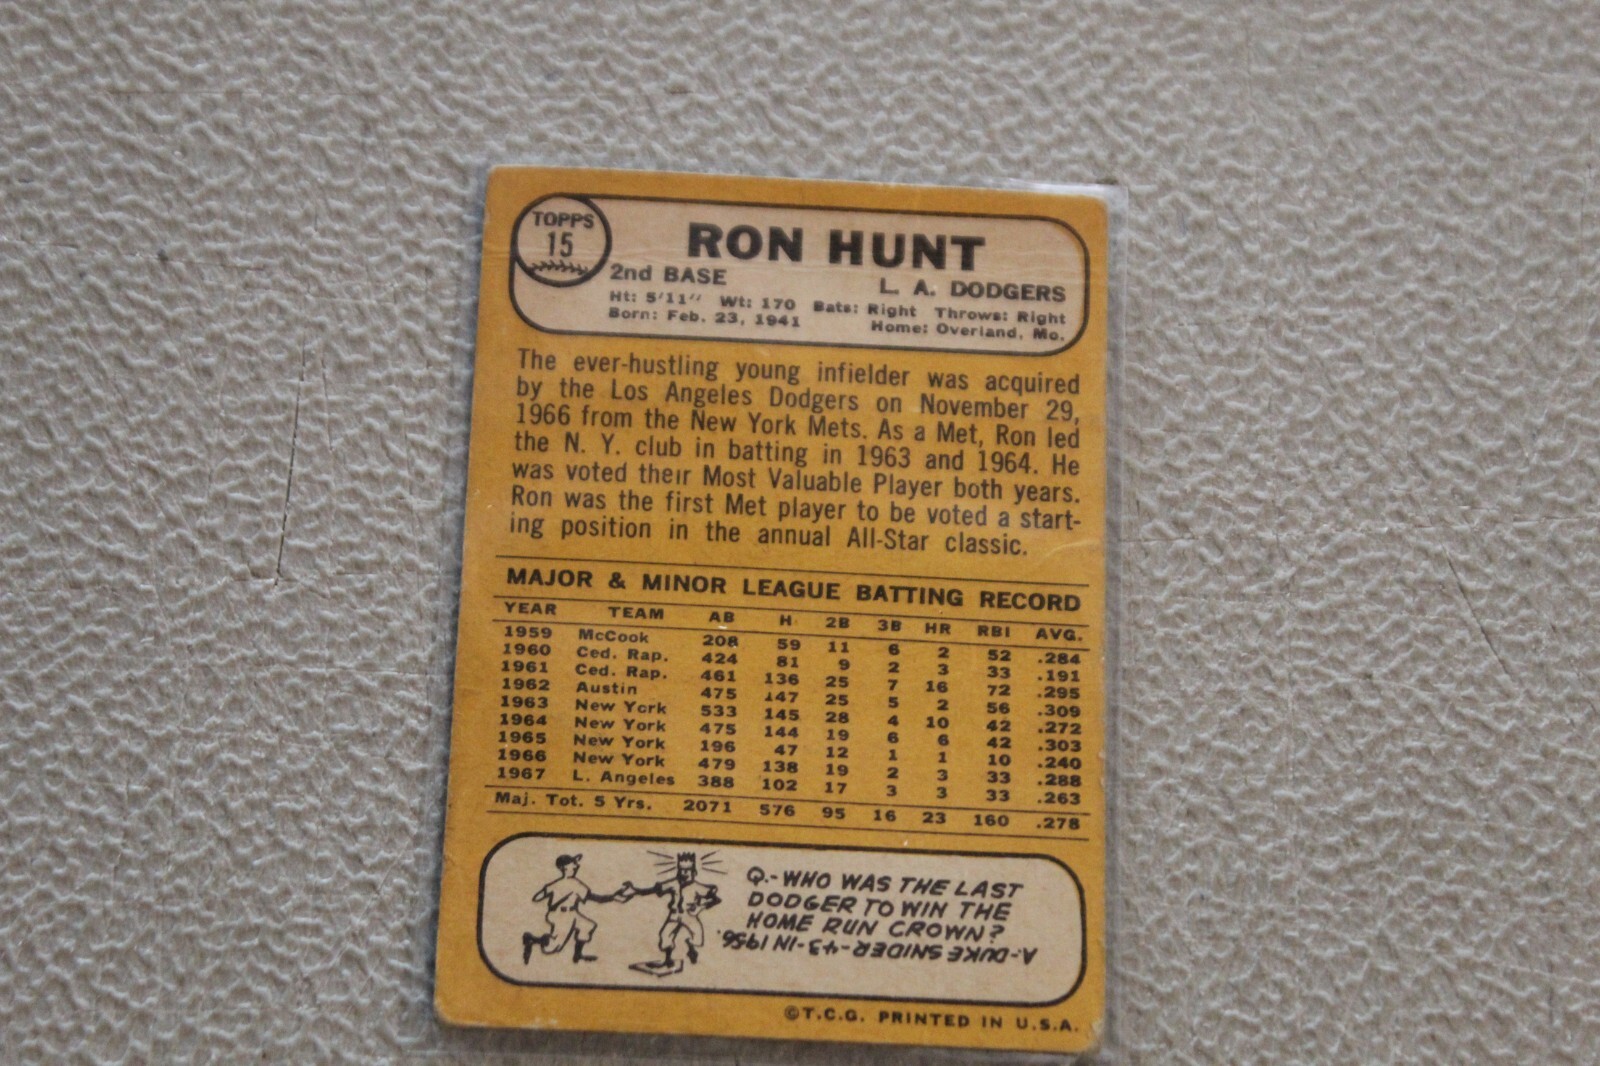 TOPPS
15
RON HUNT
2nd BASE L. A. DODGERS
Ht: 5'11" Wt: 170 Bats: Right Throws: Right
Born: Feb. 23, 1941 Home: Overland, Mo.
The ever-hustling young infielder was acquired
by the Los Angeles Dodgers on November 29,
1966 from the New York Mets. As a Met, Ron led
the N. Y. club in batting in 1963 and 1964. He
was voted their Most Valuable Player both years.
Ron was the first Met player to be voted a start-
ing position in the annual All-Star classic.
MAJOR & MINOR LEAGUE BATTING RECORD
YEAR TEAM AB H 2B 3B HR RBI AVG.
1959 McCook 208 59 11 6 2 52 .284
1960 Ced. Rap. 424 81 9 2 3 33 .191
1961 Ced. Rap. 461 136 25 7 16 72 .295
1962 Austin 475 147 25 5 2 56 .309
1963 New York 533 145 28 4 10 42 .272
1964 New York 475 144 19 6 6 42 .303
1965 New York 196 47 12 1 1 10 .240
1966 New York 479 138 19 2 3 33 .288
1967 L. Angeles 388 102 17 3 3 33 .263
Maj. Tot. 5 Yrs. 2071 576 95 16 23 160 .278
Q.-WHO WAS THE LAST
DODGER TO WIN THE
HOME RUN CROWN?
A.-DUKE SNIDER-43-IN 1956.
©T.C.G. PRINTED IN U.S.A.